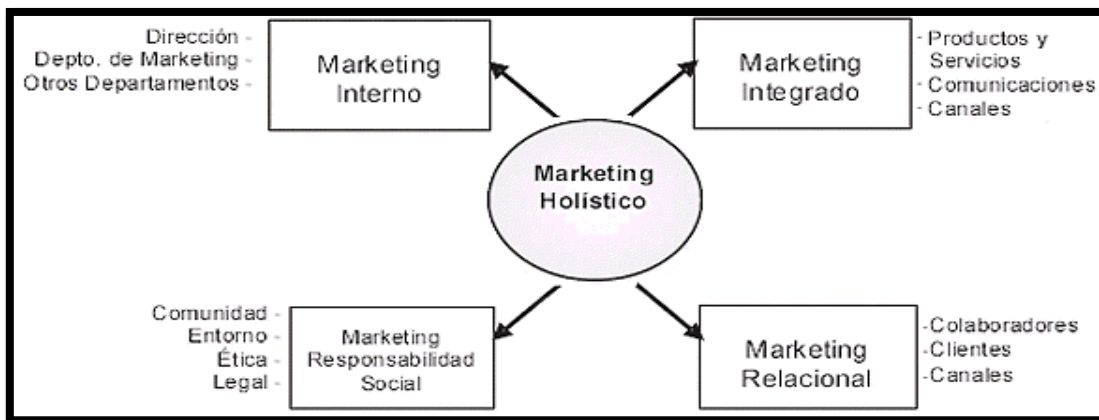 Dirección -
Depto. de Marketing -
Otros Departamentos -
Marketing
Interno
Marketing
Integrado
- Productos y
Servicios
- Comunicaciones
- Canales
Marketing
Holístico
Comunidad -
Entorno -
Ética -
Legal -
Marketing
Responsabilidad
Social
Marketing
Relacional
- Colaboradores
- Clientes
- Canales